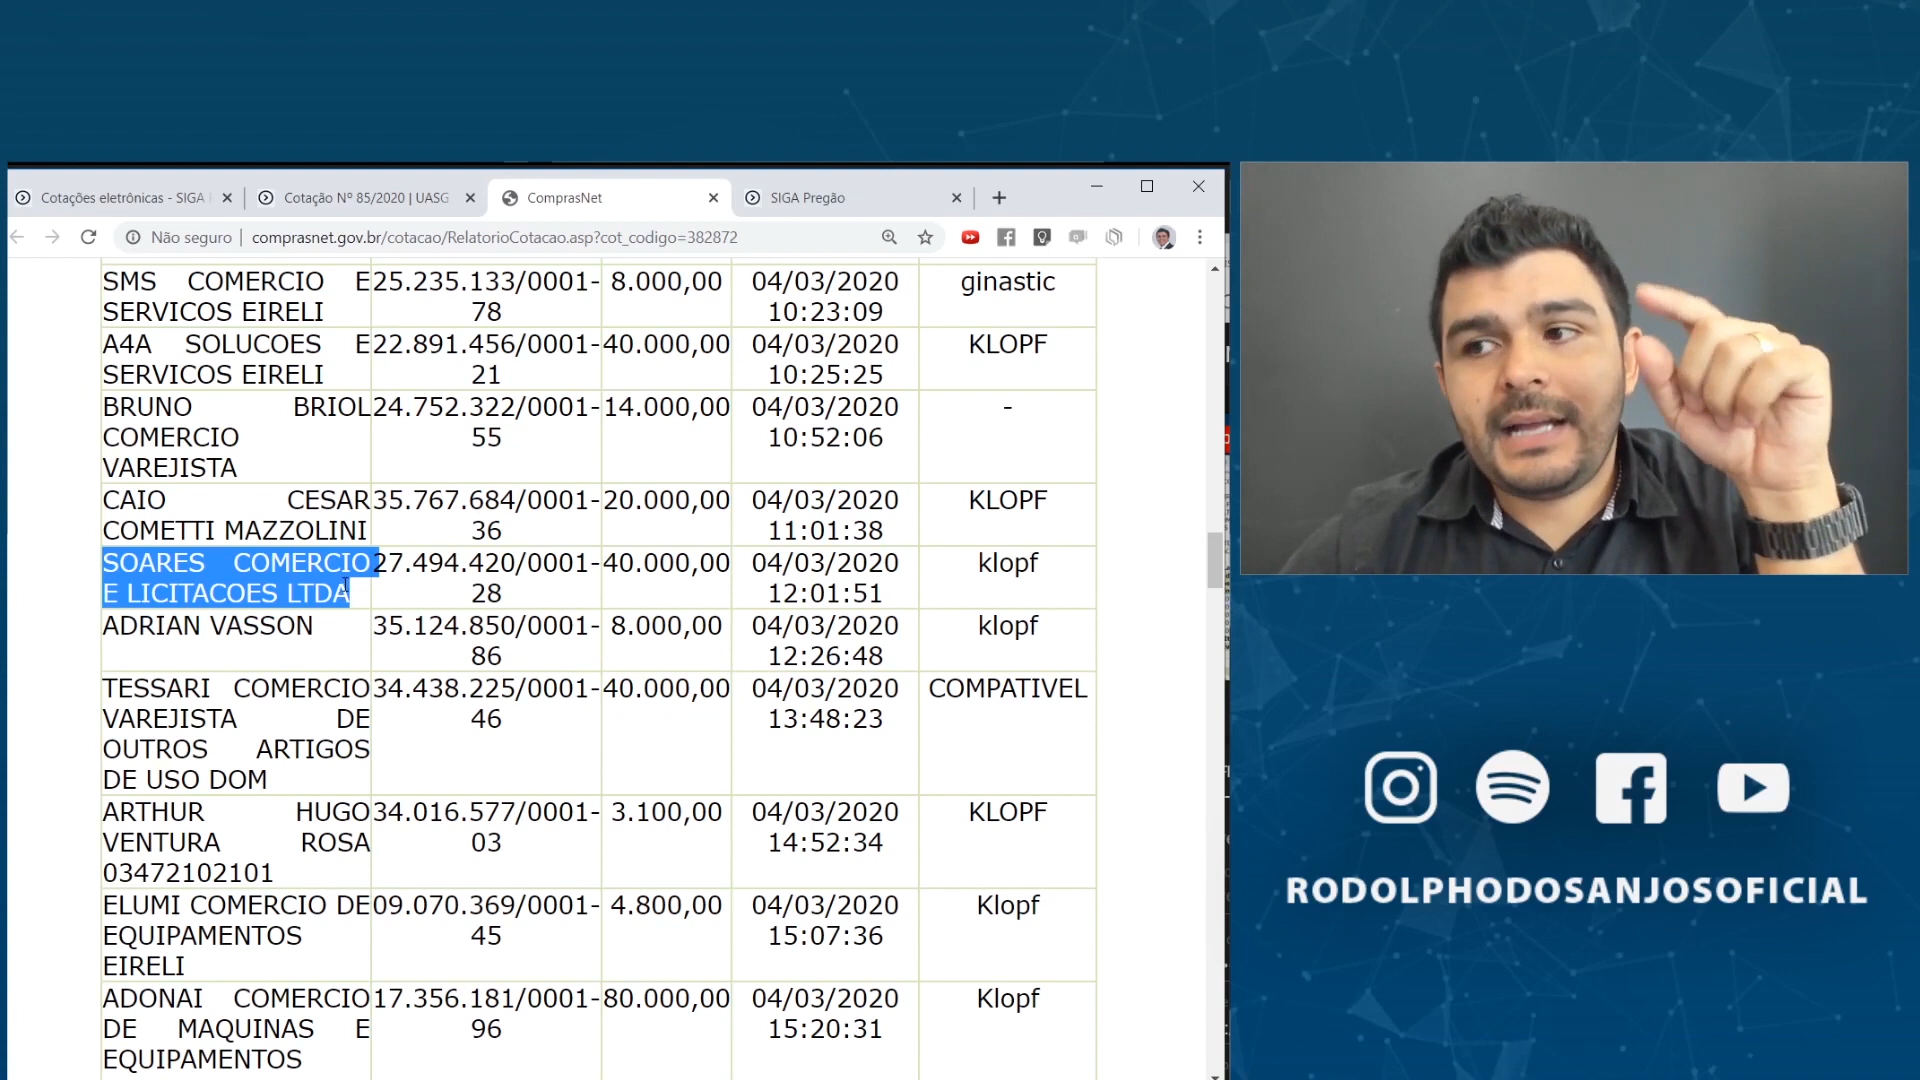 Cotações eletrônicas - SIGA
Cotação Nº 85/2020 | UASG
ComprasNet
SIGA Pregão
Não seguro | comprasnet.gov.br/cotacao/RelatorioCotacao.asp?cot_codigo=382872
SMS COMERCIO E 25.235.133/0001- 8.000,00 04/03/2020 ginastic
SERVICOS EIRELI 78 10:23:09
A4A SOLUCOES E 22.891.456/0001- 40.000,00 04/03/2020 KLOPF
SERVICOS EIRELI 21 10:25:25
BRUNO BRIOL 24.752.322/0001- 14.000,00 04/03/2020 -
COMERCIO 55 10:52:06
VAREJISTA
CAIO CESAR 35.767.684/0001- 20.000,00 04/03/2020 KLOPF
COMETTI MAZZOLINI 36 11:01:38
SOARES COMERCIO 27.494.420/0001- 40.000,00 04/03/2020 klopf
E LICITACOES LTDA 28 12:01:51
ADRIAN VASSON 35.124.850/0001- 8.000,00 04/03/2020 klopf
86 12:26:48
TESSARI COMERCIO 34.438.225/0001- 40.000,00 04/03/2020 COMPATIVEL
VAREJISTA DE 46 13:48:23
OUTROS ARTIGOS
DE USO DOM
ARTHUR HUGO 34.016.577/0001- 3.100,00 04/03/2020 KLOPF
VENTURA ROSA 03 14:52:34
03472102101
ELUMI COMERCIO DE 09.070.369/0001- 4.800,00 04/03/2020 Klopf
EQUIPAMENTOS 45 15:07:36
EIRELI
ADONAI COMERCIO 17.356.181/0001- 80.000,00 04/03/2020 Klopf
DE MAQUINAS E 96 15:20:31
EQUIPAMENTOS
RODOLPHODOSANJOSOFICIAL